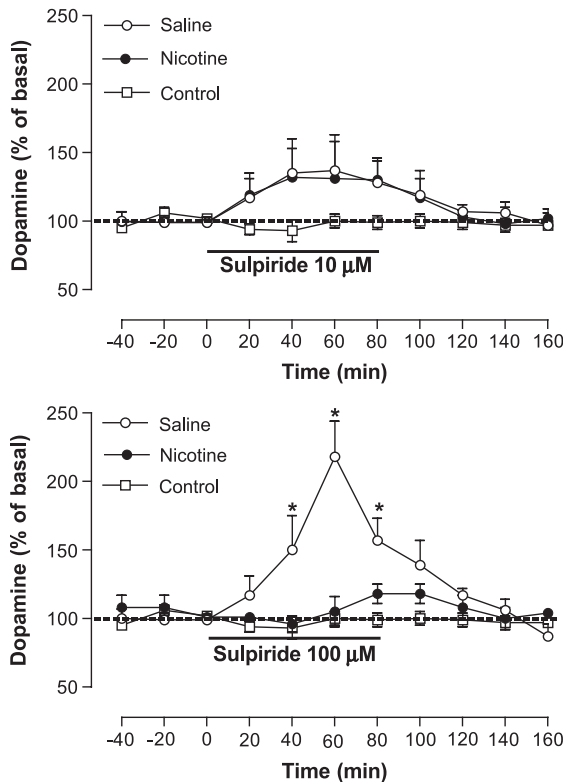 250
200
150
100
50
Dopamine (% of basal)
Saline
Nicotine
Control
Sulpiride 10 μM
-40 -20 0 20 40 60 80 100 120 140 160
Time (min)
250
200
150
100
50
Dopamine (% of basal)
Saline
Nicotine
Control
*
*
*
Sulpiride 100 μM
-40 -20 0 20 40 60 80 100 120 140 160
Time (min)